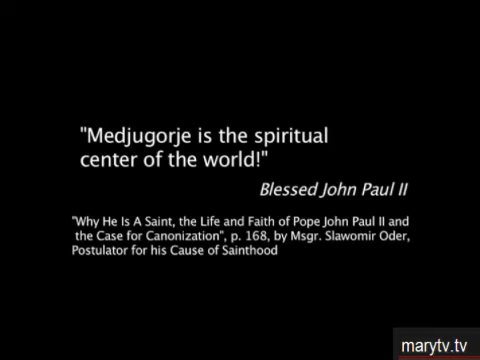 "Medjugorje is the spiritual
center of the world!"
Blessed John Paul II
"Why He Is A Saint, the Life and Faith of Pope John Paul II and
the Case for Canonization", p. 168, by Msgr. Slawomir Oder,
Postulator for his Cause of Sainthood
marytv.tv